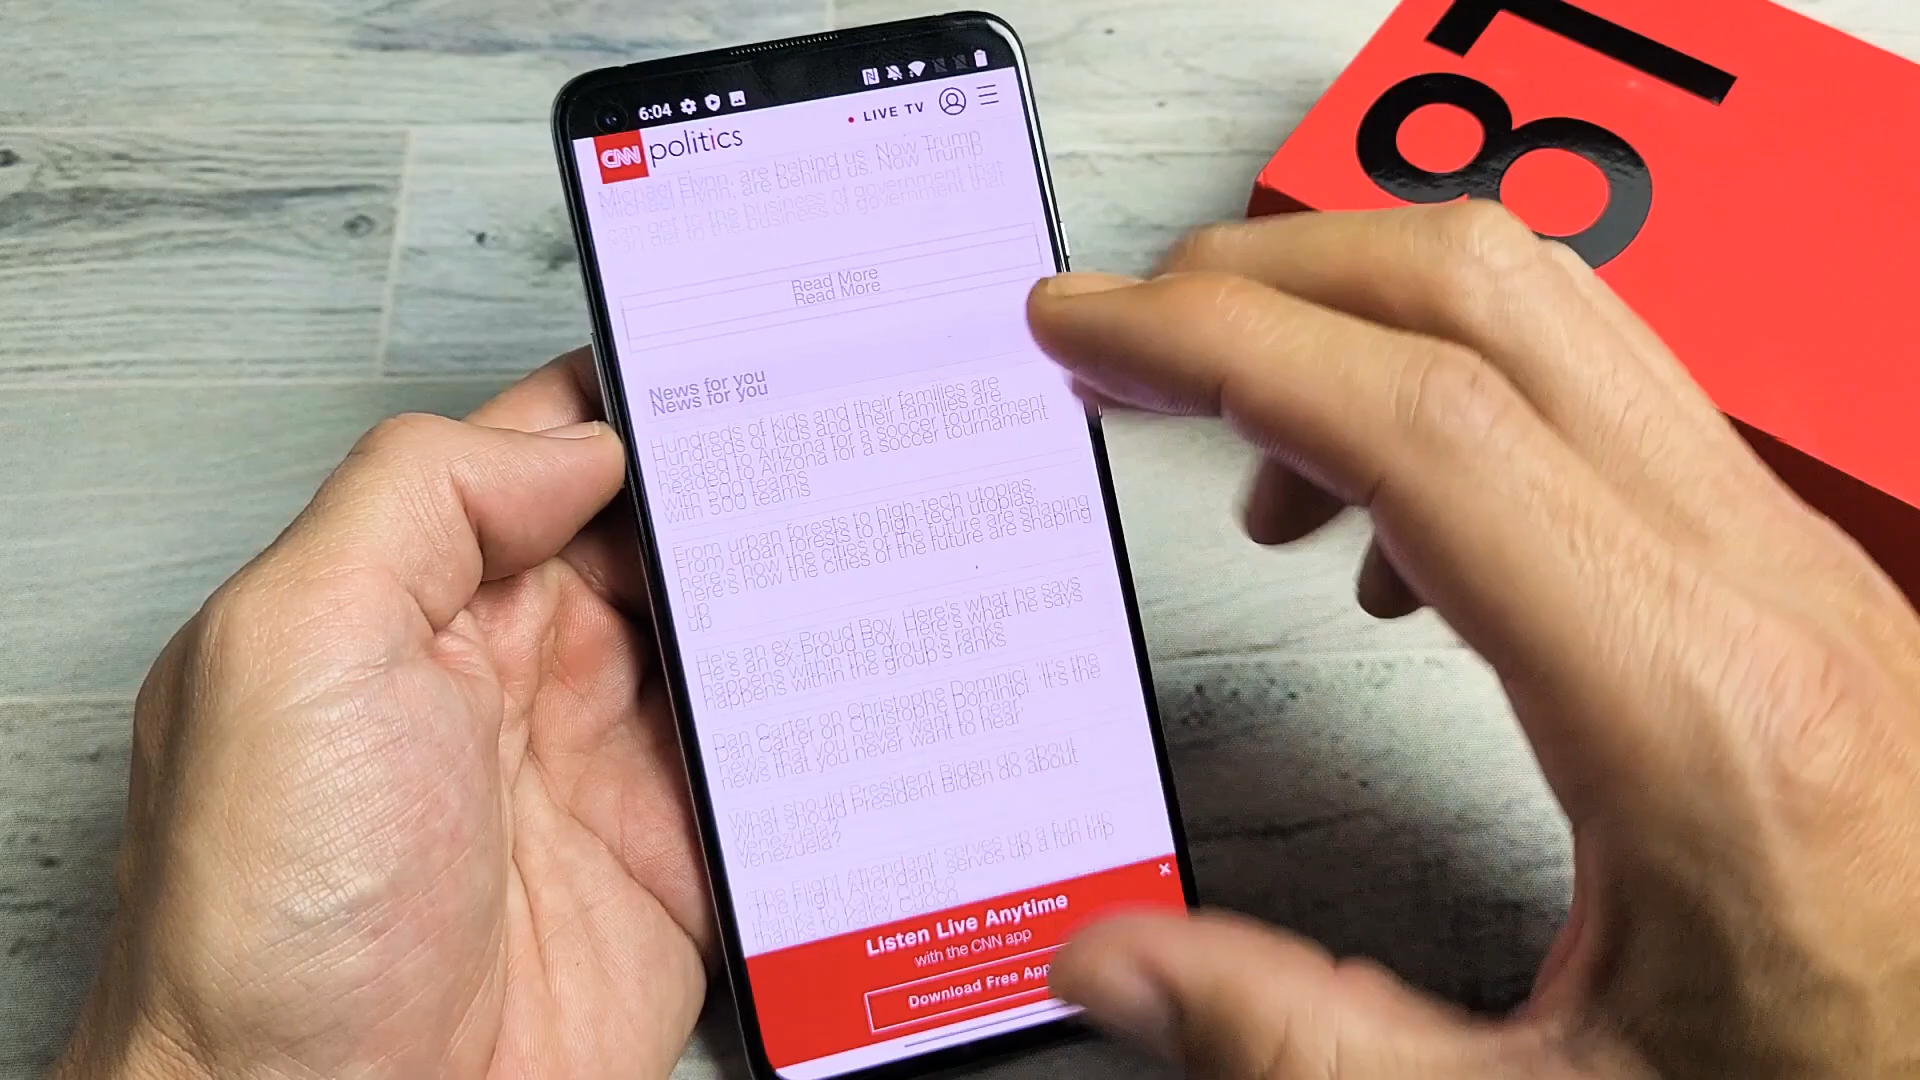 6:04
CNN politics
LIVE TV
Michael Flynn, are behind us. Now Trump
can get to the business of government that
Read More
News for you
Hundreds of kids and their families are
headed to Arizona for a soccer tournament
with 500 teams
From urban forests to high-tech utopias,
here's how the cities of the future are shaping
up
He's an ex-Proud Boy. Here's what he says
happens within the group's ranks
Dan Carter on Christophe Dominici. 'It's the
news that you never want to hear'
What should President Biden do about
Venezuela?
'The Flight Attendant' serves up a fun trip
thanks to Kaley Cuoco
Listen Live Anytime
with the CNN app
Download Free App
81